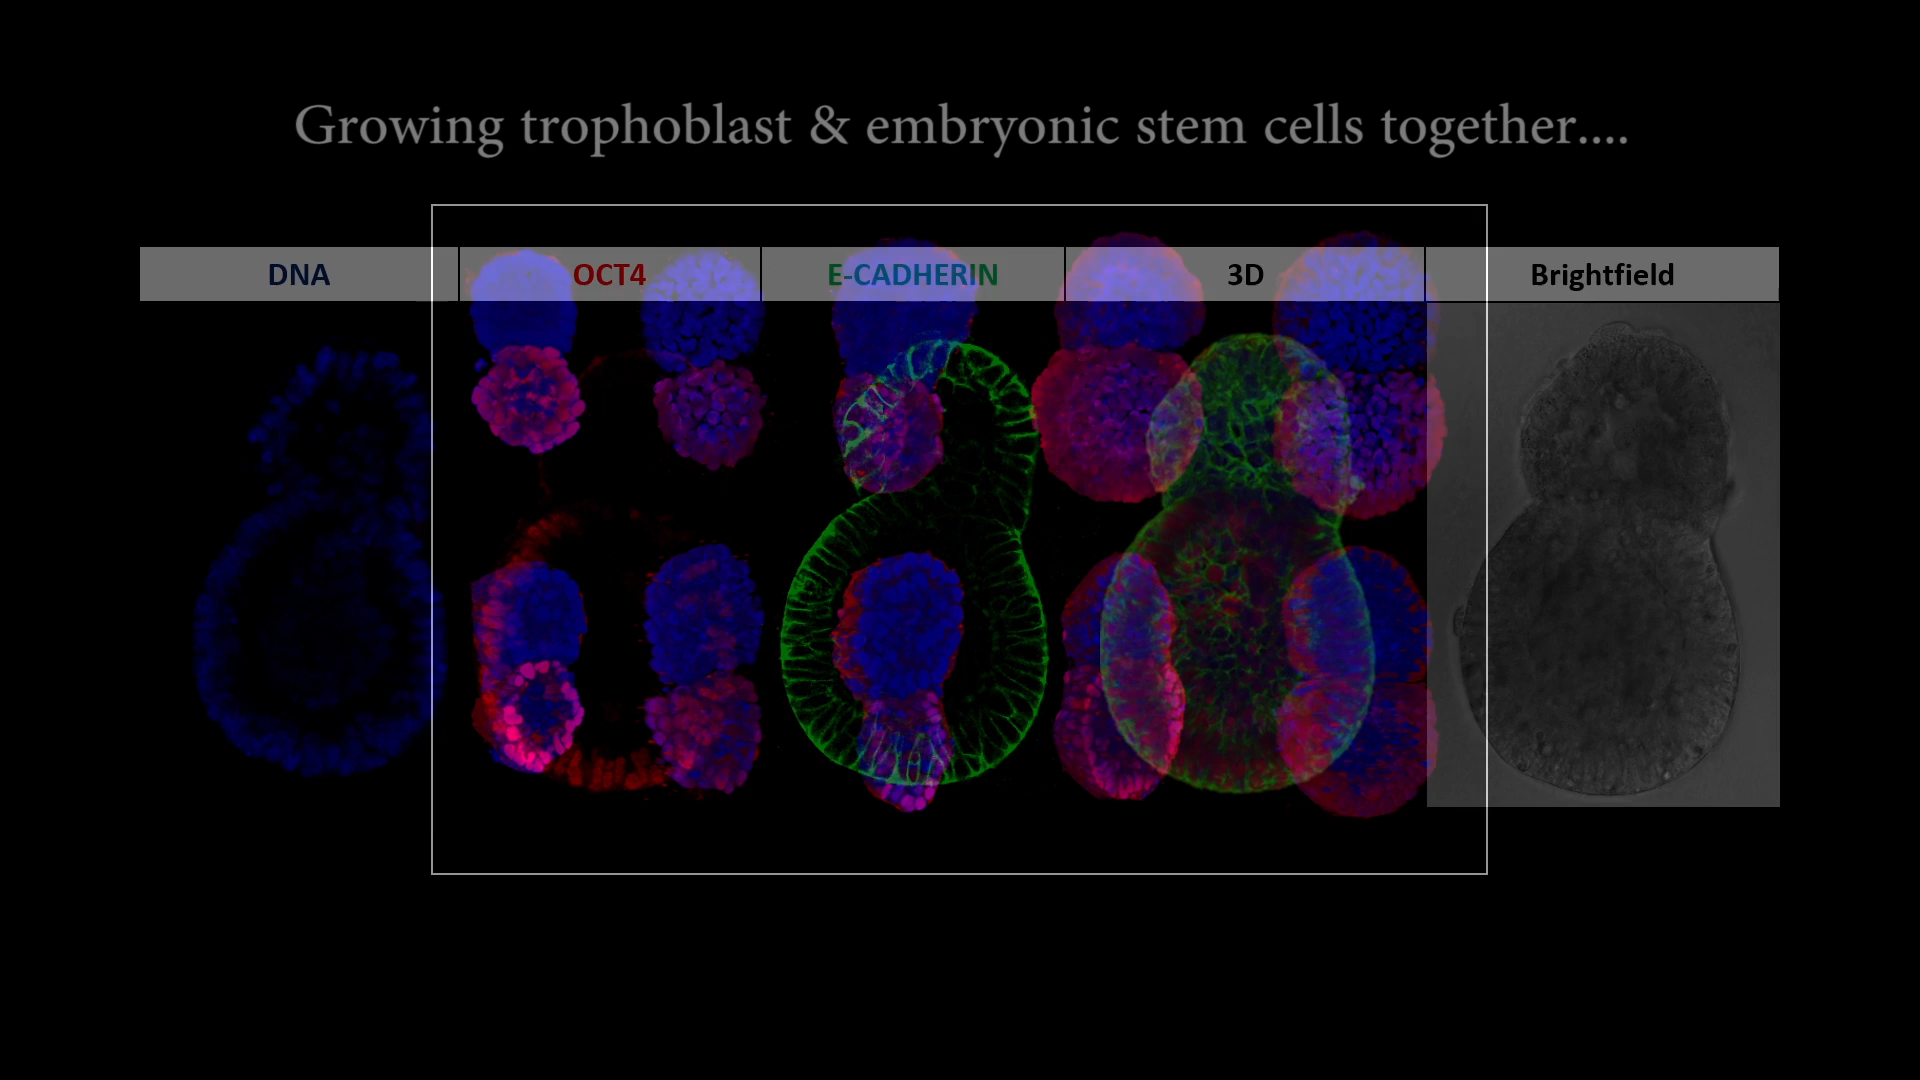 Growing trophoblast & embryonic stem cells together....
DNA OCT4 E-CADHERIN 3D Brightfield